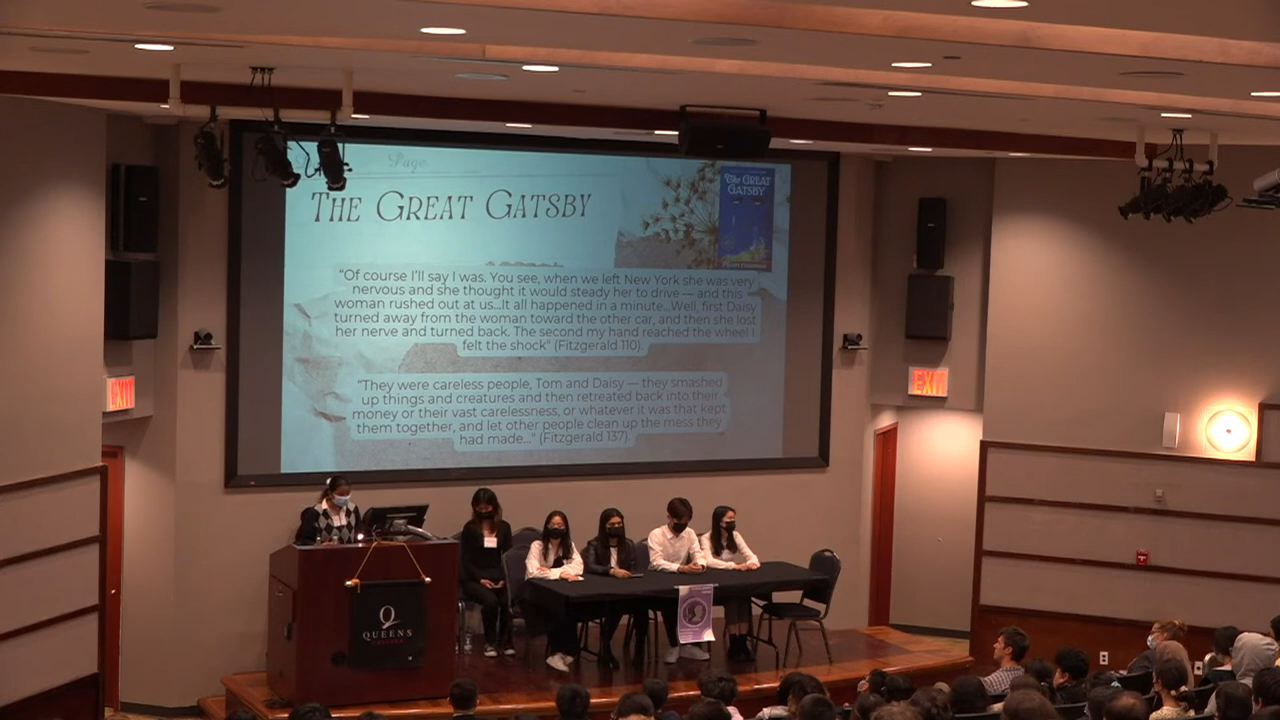 Page
THE GREAT GATSBY
The GREAT
GATSBY
“Of course I'll say I was. You see, when we left New York she was very
nervous and she thought it would steady her to drive — and this
woman rushed out at us...It all happened in a minute...Well, first Daisy
turned away from the woman toward the other car, and then she lost
her nerve and turned back. The second my hand reached the wheel I
felt the shock” (Fitzgerald 110).
“They were careless people, Tom and Daisy — they smashed
up things and creatures and then retreated back into their
money or their vast carelessness, or whatever it was that kept
them together, and let other people clean up the mess they
had made...” (Fitzgerald 137).
EXIT
EXIT
Q
QUEENS
COLLEGE